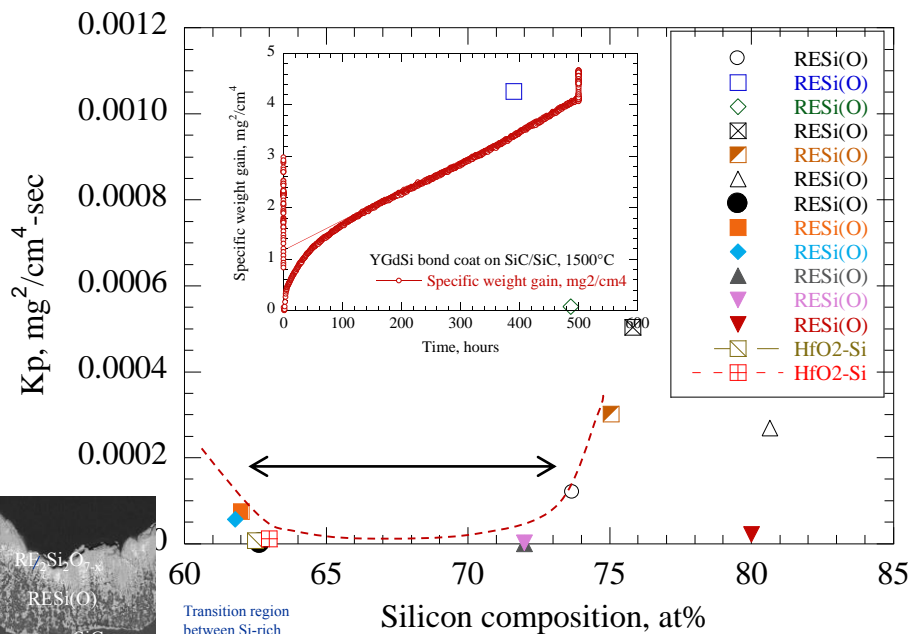 Kp, mg²/cm⁴-sec
0.0012
0.0010
0.0008
0.0006
0.0004
0.0002
0
60
65
70
75
80
85
Silicon composition, at%
Specific weight gain, mg²/cm⁴
5
4
3
2
1
0
0
100
200
300
400
500
600
Time, hours
YGdSi bond coat on SiC/SiC, 1500°C
Specific weight gain, mg2/cm4
RESi(O)
RESi(O)
RESi(O)
RESi(O)
RESi(O)
RESi(O)
RESi(O)
RESi(O)
RESi(O)
RESi(O)
RESi(O)
RESi(O)
HfO2-Si
HfO2-Si
RE₂Si₂O₇₋ₓ
RESi(O)
Transition region
between Si-rich